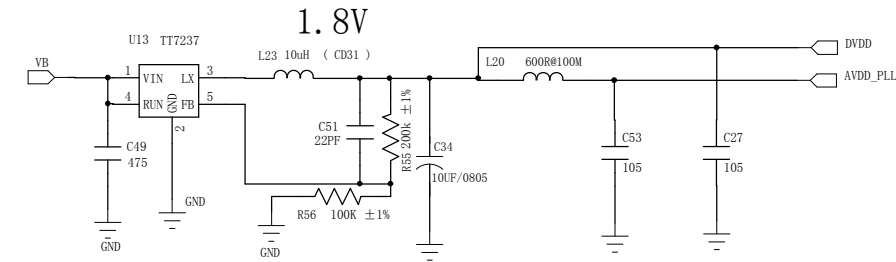 1.8V
U13 TT7237
L23 10uH ( CD31 )
VB
1 VIN LX 3
4 RUN GND FB 5
2
C49
475
GND
GND
C51
22PF
R55 200k ±1%
C34
10UF/0805
R56 100K ±1%
GND
L20 600R@100M
DVDD
AVDD_PLL
C53
105
C27
105